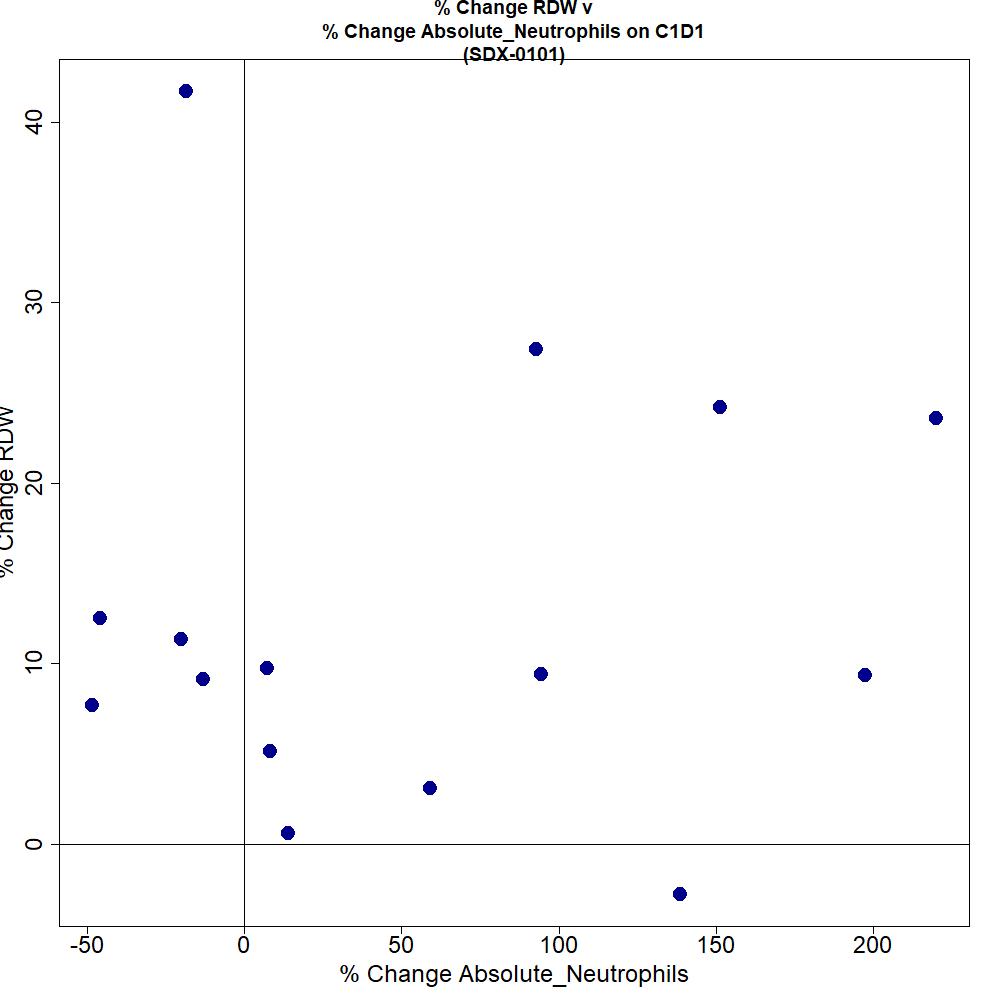 % Change RDW v
% Change Absolute_Neutrophils on C1D1
(SDX-0101)
40
30
20
10
0
% Change RDW
-50 0 50 100 150 200
% Change Absolute_Neutrophils